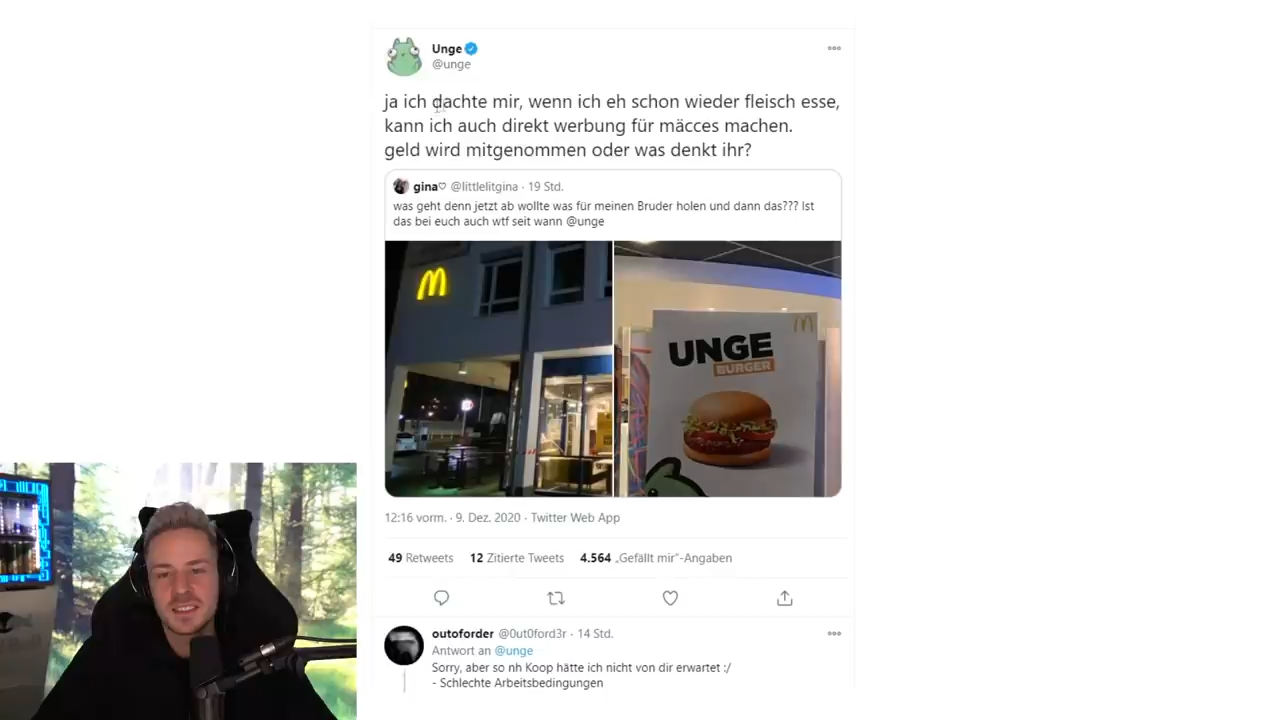 Unge
@unge
ja ich dachte mir, wenn ich eh schon wieder fleisch esse,
kann ich auch direkt werbung für mäcces machen.
geld wird mitgenommen oder was denkt ihr?
gina♡ @littlelitgina · 19 Std.
was geht denn jetzt ab wollte was für meinen Bruder holen und dann das??? Ist
das bei euch auch wtf seit wann @unge
UNGE
BURGER
12:16 vorm. · 9. Dez. 2020 · Twitter Web App
49 Retweets 12 Zitierte Tweets 4.564 „Gefällt mir“-Angaben
outoforder @0ut0ford3r · 14 Std.
Antwort an @unge
Sorry, aber so nh Koop hätte ich nicht von dir erwartet :/
- Schlechte Arbeitsbedingungen